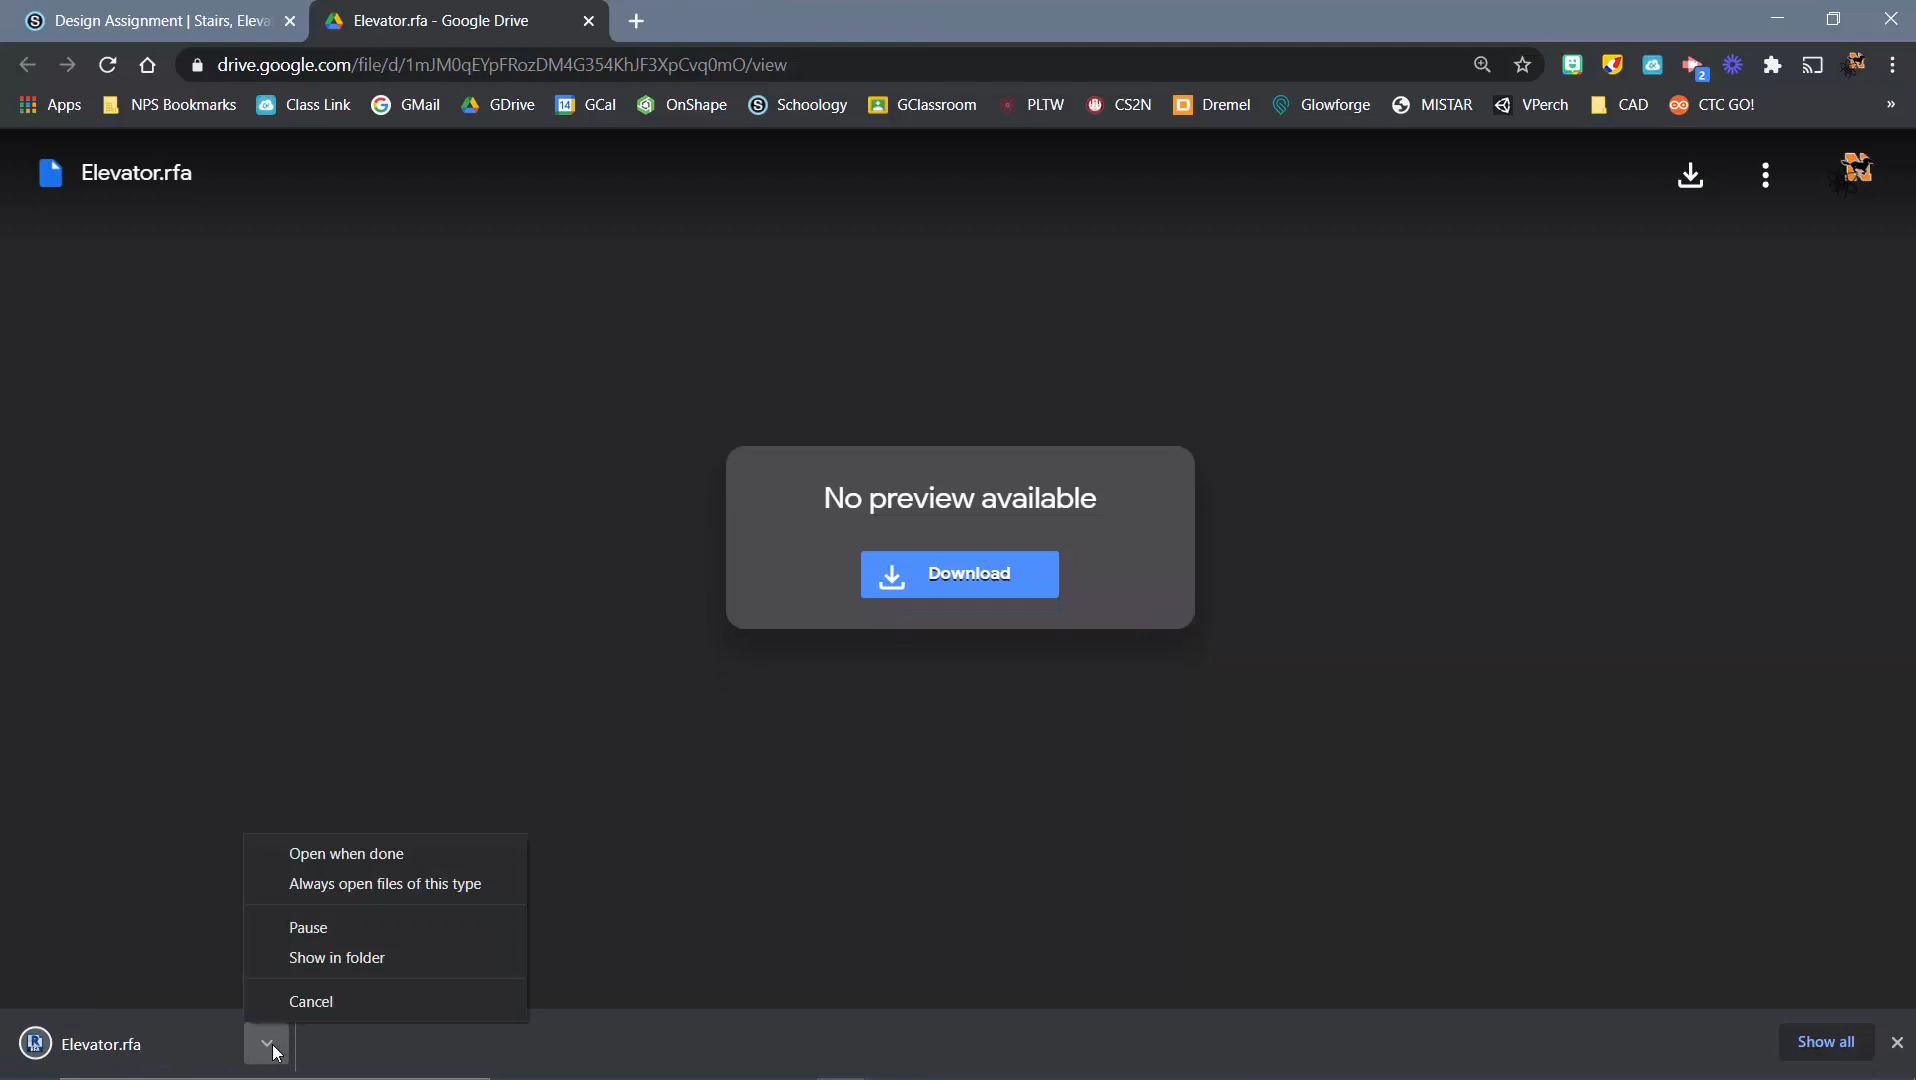 Design Assignment | Stairs, Eleva
Elevator.rfa - Google Drive
drive.google.com/file/d/1mJM0qEYpFRozDM4G354KhJF3XpCvq0mO/view
2
Apps
NPS Bookmarks
Class Link
GMail
GDrive
14
GCal
OnShape
Schoology
GClassroom
PLTW
CS2N
Dremel
Glowforge
MISTAR
VPerch
CAD
CTC GO!
»
Elevator.rfa
No preview available
Download
Open when done
Always open files of this type
Pause
Show in folder
Cancel
Elevator.rfa
Show all